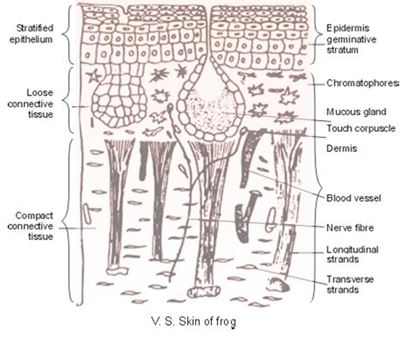 Stratified
epithelium
Loose
connective
tissue
Compact
connective
tissue
Epidermis
germinative
stratum
Chromatophores
Mucous gland
Touch corpuscle
Dermis
Blood vessel
Nerve fibre
Longitudinal
strands
Transverse
strands
V. S. Skin of frog